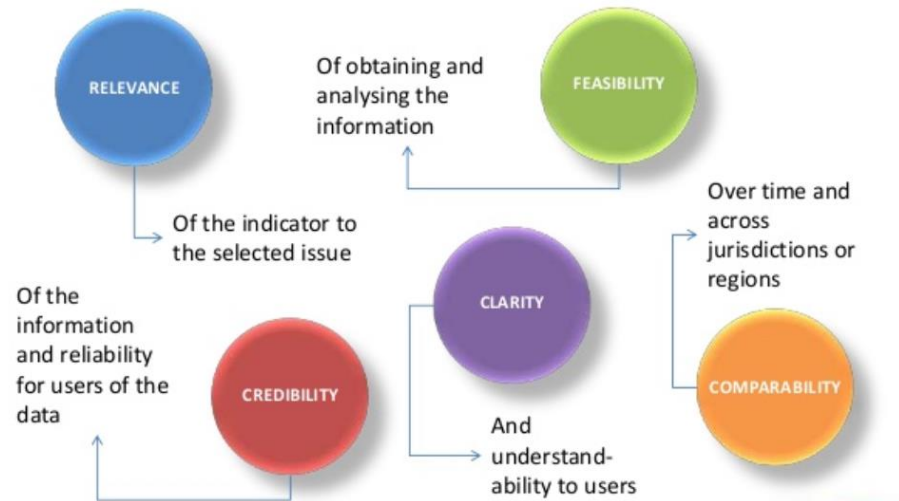 RELEVANCE
Of the indicator to
the selected issue
Of obtaining and
analysing the
information
FEASIBILITY
Over time and
across
jurisdictions or
regions
COMPARABILITY
CLARITY
And
understand-
ability to users
Of the
information
and reliability
for users of the
data
CREDIBILITY